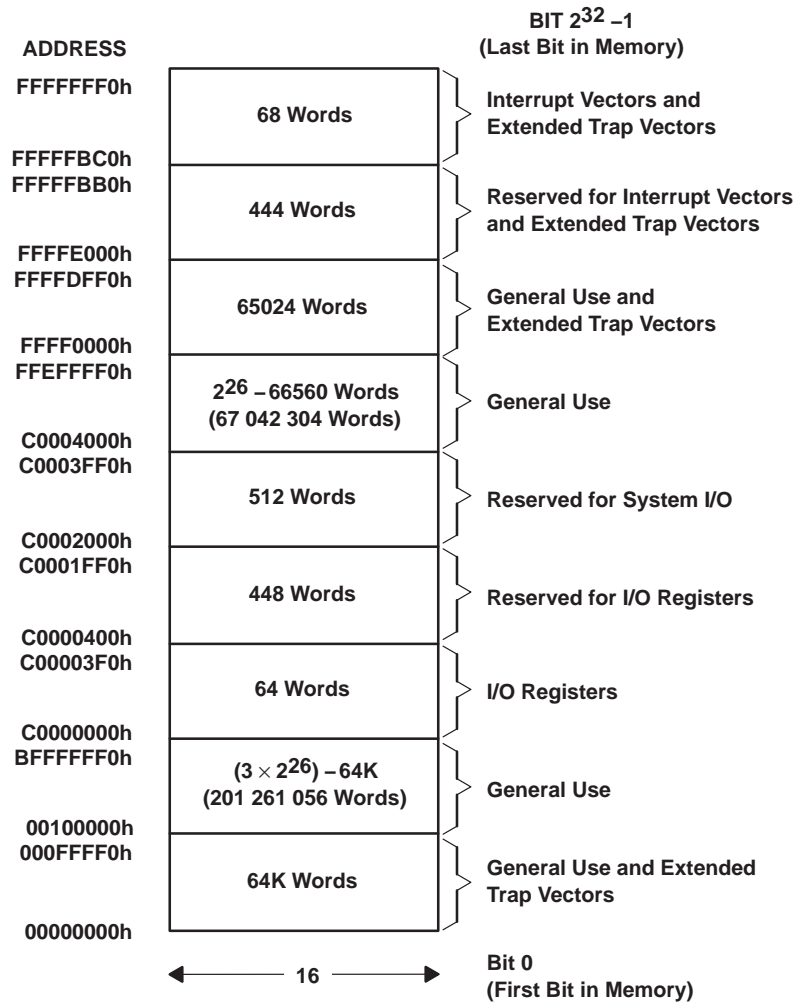 BIT 2³² –1
(Last Bit in Memory)
ADDRESS
FFFFFFF0h
68 Words
Interrupt Vectors and
Extended Trap Vectors
FFFFFBC0h
FFFFFBB0h
444 Words
Reserved for Interrupt Vectors
and Extended Trap Vectors
FFFFE000h
FFFFDFF0h
65024 Words
General Use and
Extended Trap Vectors
FFFF0000h
FFEFFFF0h
2²⁶ – 66560 Words
(67 042 304 Words)
General Use
C0004000h
C0003FF0h
512 Words
Reserved for System I/O
C0002000h
C0001FF0h
448 Words
Reserved for I/O Registers
C0000400h
C00003F0h
64 Words
I/O Registers
C0000000h
BFFFFFF0h
(3 × 2²⁶) – 64K
(201 261 056 Words)
General Use
00100000h
000FFFF0h
64K Words
General Use and Extended
Trap Vectors
00000000h
16
Bit 0
(First Bit in Memory)